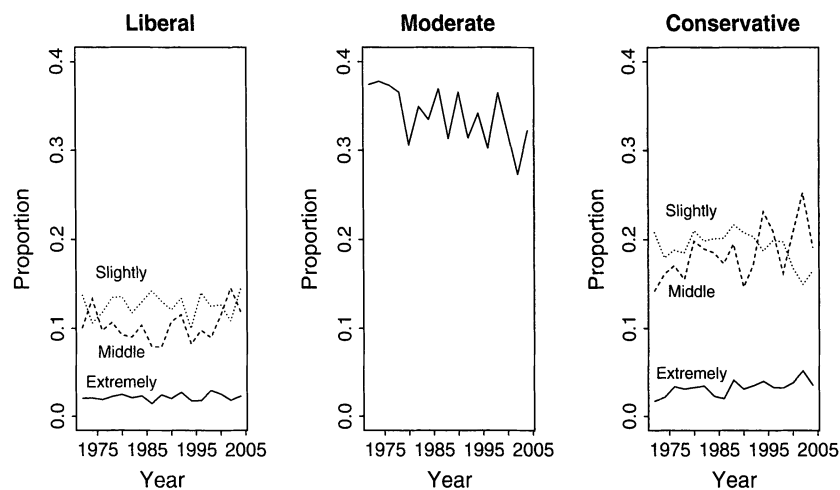 Liberal
Proportion
0.4
0.3
0.2
0.1
0.0
Slightly
Middle
Extremely
1975 1985 1995 2005
Year
Moderate
Proportion
0.4
0.3
0.2
0.1
0.0
1975 1985 1995 2005
Year
Conservative
Proportion
0.4
0.3
0.2
0.1
0.0
Slightly
Middle
Extremely
1975 1985 1995 2005
Year